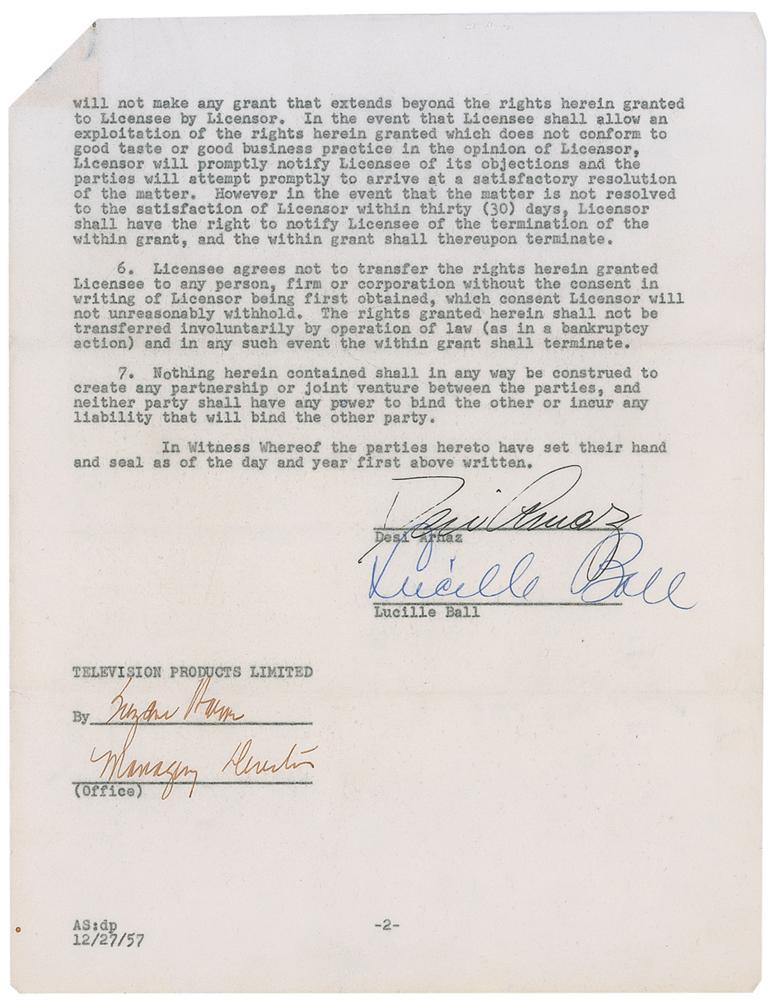 will not make any grant that extends beyond the rights herein granted
to Licensee by Licensor. In the event that Licensee shall allow an
exploitation of the rights herein granted which does not conform to
good taste or good business practice in the opinion of Licensor,
Licensor will promptly notify Licensee of its objections and the
parties will attempt promptly to arrive at a satisfactory resolution
of the matter. However in the event that the matter is not resolved
to the satisfaction of Licensor within thirty (30) days, Licensor
shall have the right to notify Licensee of the termination of the
within grant, and the within grant shall thereupon terminate.
6. Licensee agrees not to transfer the rights herein granted
Licensee to any person, firm or corporation without the consent in
writing of Licensor being first obtained, which consent Licensor will
not unreasonably withhold. The rights granted herein shall not be
transferred involuntarily by operation of law (as in a bankruptcy
action) and in any such event the within grant shall terminate.
7. Nothing herein contained shall in any way be construed to
create any partnership or joint venture between the parties, and
neither party shall have any power to bind the other or incur any
liability that will bind the other party.
In Witness Whereof the parties hereto have set their hand
and seal as of the day and year first above written.
Desi Arnaz
Desi Arnaz
Lucille Ball
Lucille Ball
TELEVISION PRODUCTS LIMITED
By
Managing Director
(Office)
AS:dp
12/27/57
-2-